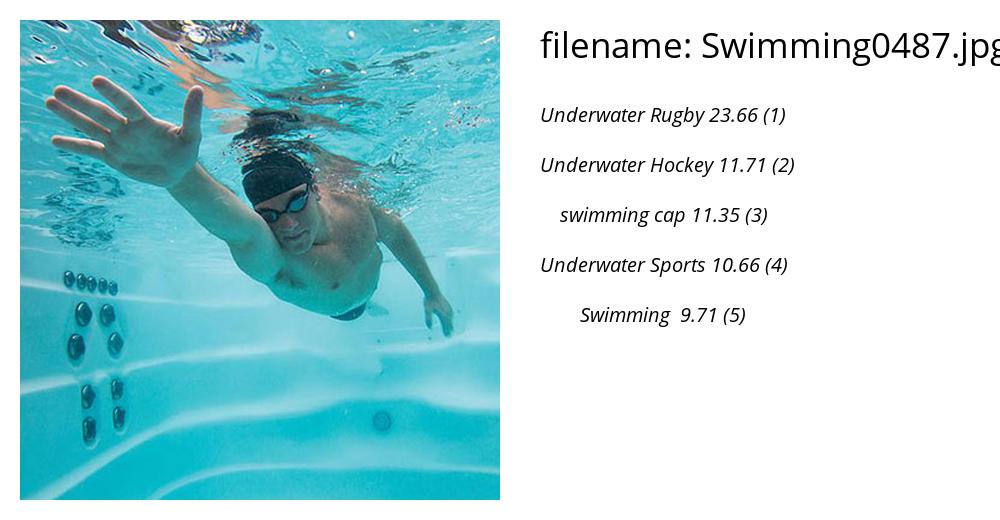 filename: Swimming0487.jpg
Underwater Rugby 23.66 (1)
Underwater Hockey 11.71 (2)
swimming cap 11.35 (3)
Underwater Sports 10.66 (4)
Swimming 9.71 (5)